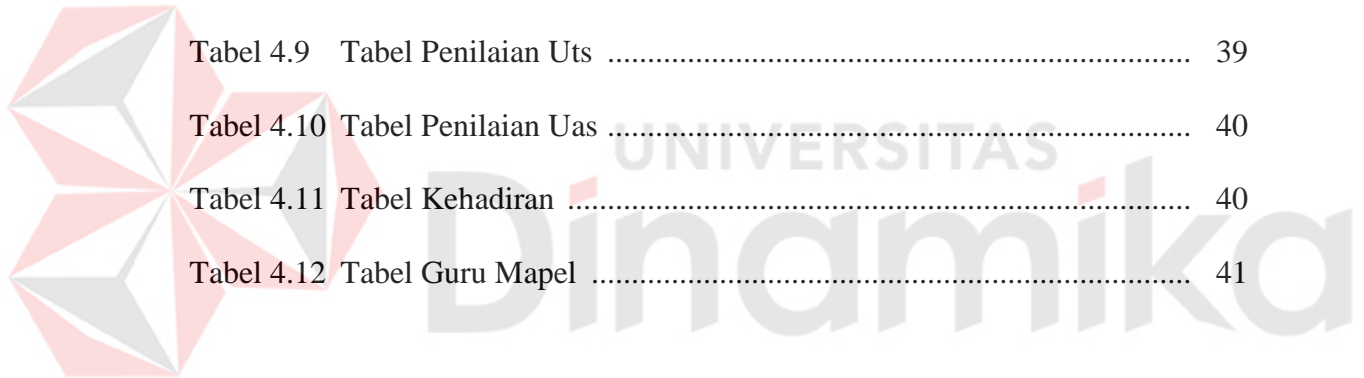 Tabel 4.9 Tabel Penilaian Uts .............................................................. 39
Tabel 4.10 Tabel Penilaian Uas .............................................................. 40
UNIVERSITAS
Tabel 4.11 Tabel Kehadiran .................................................................. 40
Dinamika
Tabel 4.12 Tabel Guru Mapel ................................................................ 41